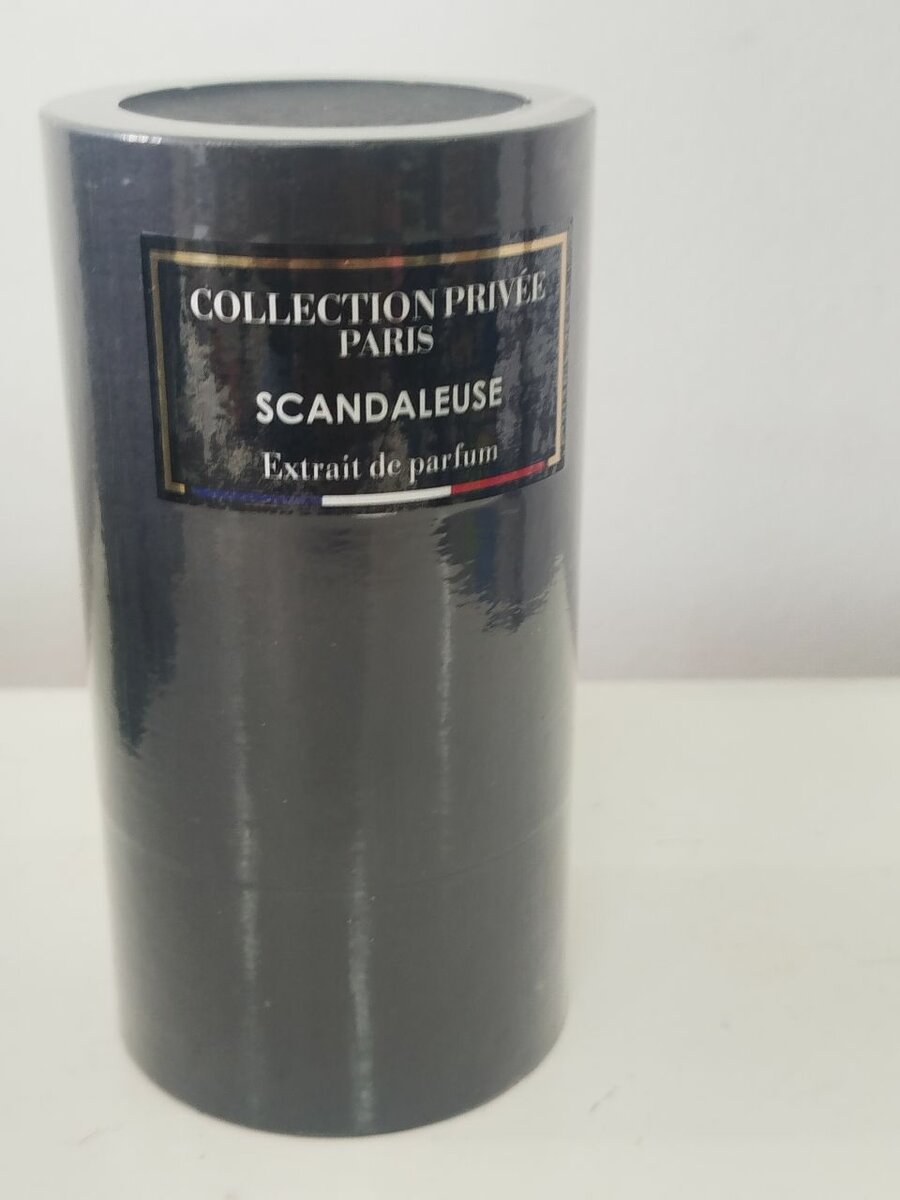 COLLECTION PRIVÉE
PARIS
SCANDALEUSE
Extrait de parfum